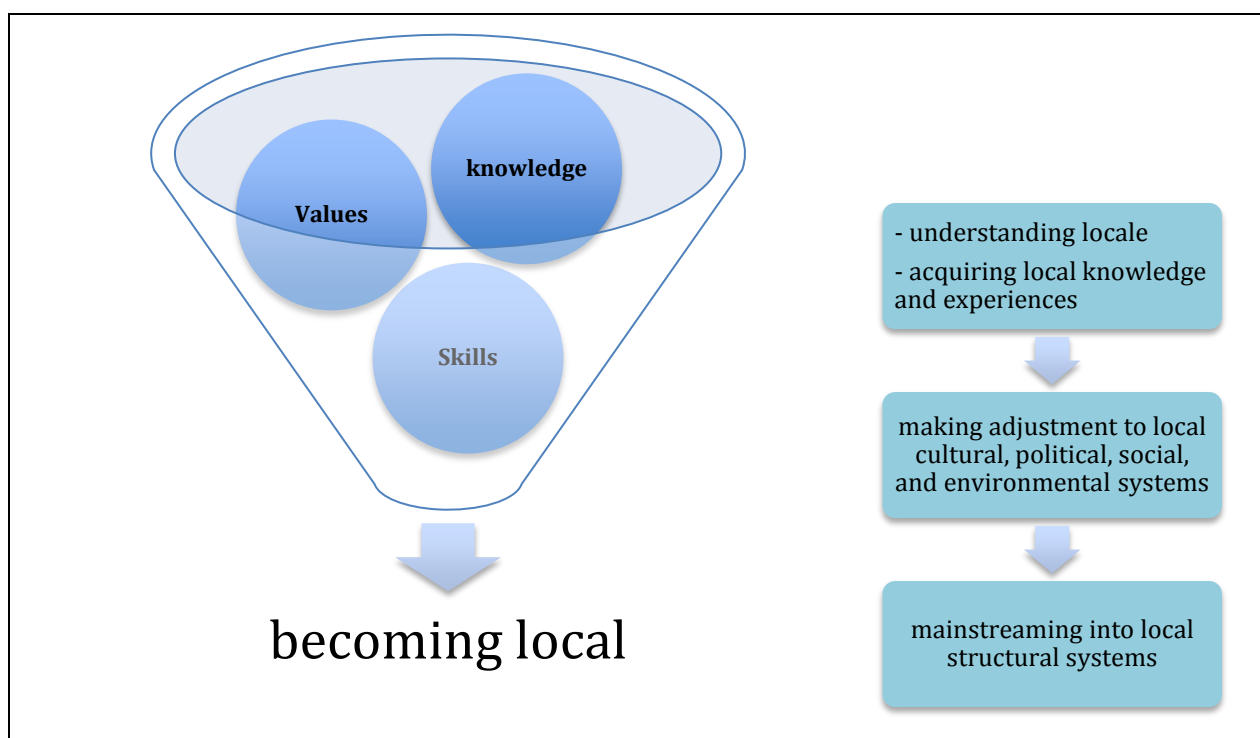 knowledge
Values
Skills
becoming local
- understanding locale
- acquiring local knowledge
and experiences
making adjustment to local
cultural, political, social,
and environmental systems
mainstreaming into local
structural systems